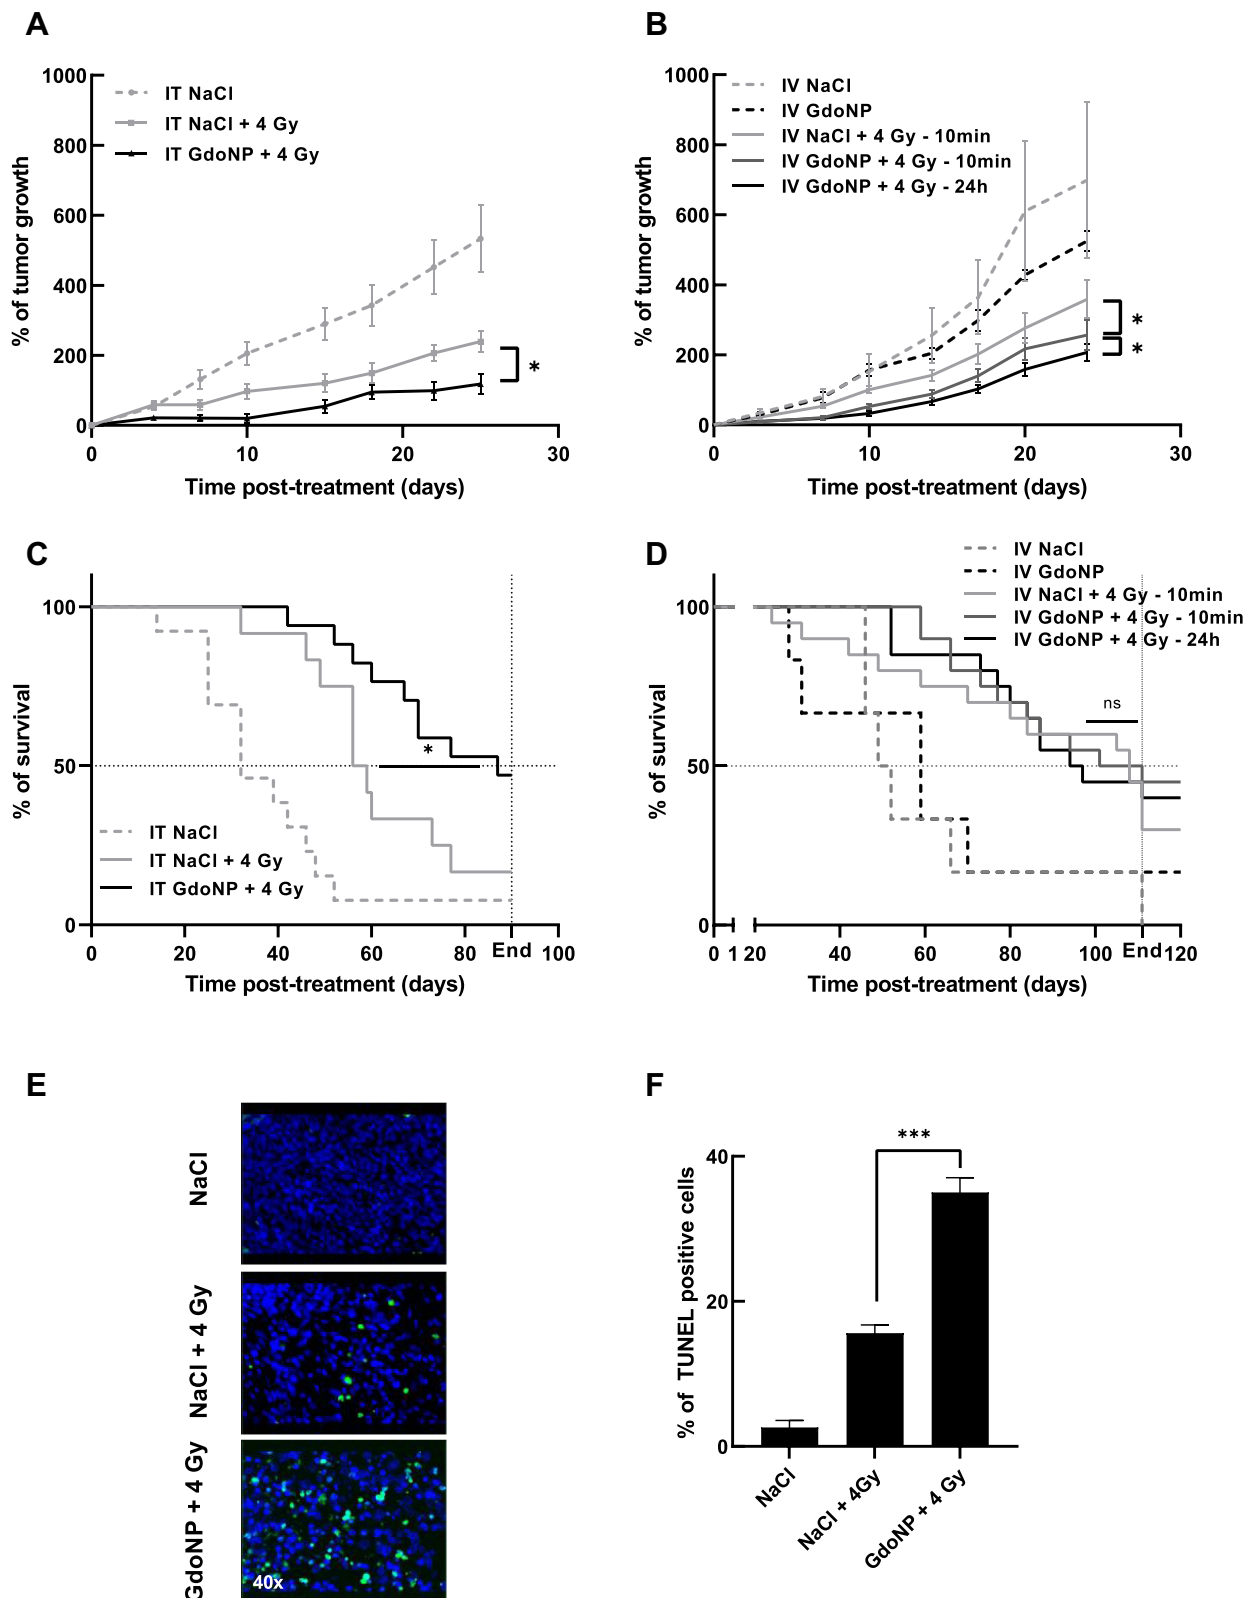 A
1000
800
600
400
200
0
% of tumor growth
IT NaCl
IT NaCl + 4 Gy
IT GdoNP + 4 Gy
*
0 10 20 30
Time post-treatment (days)
B
1000
800
600
400
200
0
% of tumor growth
IV NaCl
IV GdoNP
IV NaCl + 4 Gy - 10min
IV GdoNP + 4 Gy - 10min
IV GdoNP + 4 Gy - 24h
*
*
0 10 20 30
Time post-treatment (days)
C
100
50
0
% of survival
*
IT NaCl
IT NaCl + 4 Gy
IT GdoNP + 4 Gy
0 20 40 60 80 End 100
Time post-treatment (days)
D
IV NaCl
IV GdoNP
IV NaCl + 4 Gy - 10min
IV GdoNP + 4 Gy - 10min
IV GdoNP + 4 Gy - 24h
100
50
0
% of survival
ns
0 1 20 40 60 80 100 End 120
Time post-treatment (days)
E
NaCl
NaCl + 4 Gy
GdoNP + 4 Gy
40x
F
***
40
20
0
% of TUNEL positive cells
NaCl
NaCl + 4Gy
GdoNP + 4 Gy